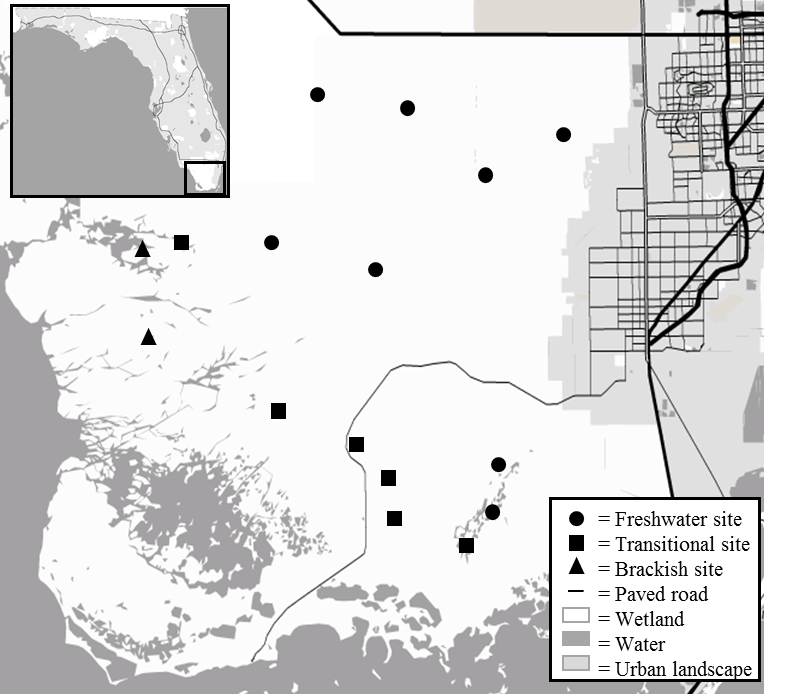 = Freshwater site
= Transitional site
= Brackish site
= Paved road
= Wetland
= Water
= Urban landscape